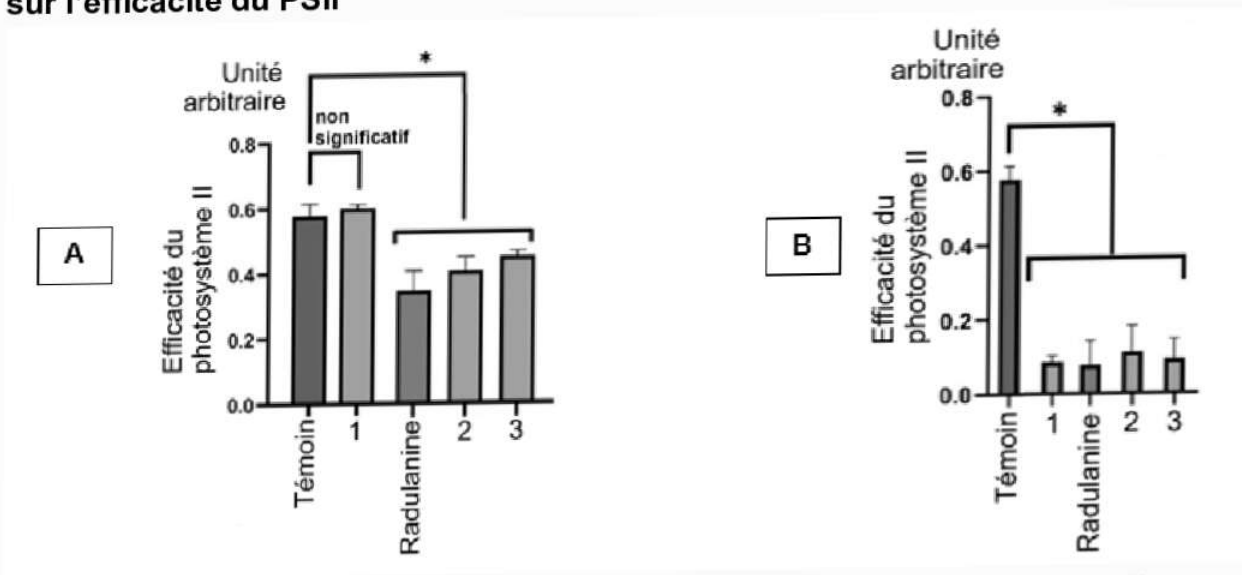 sur l'efficacité du PSII
A
Unité
arbitraire
*
non
significatif
Efficacité du
photosystème II
0.8
0.6
0.4
0.2
0.0
Témoin
1
Radulanine
2
3
B
Unité
arbitraire
*
Efficacité du
photosystème II
0.8
0.6
0.4
0.2
0.0
Témoin
1
Radulanine
2
3